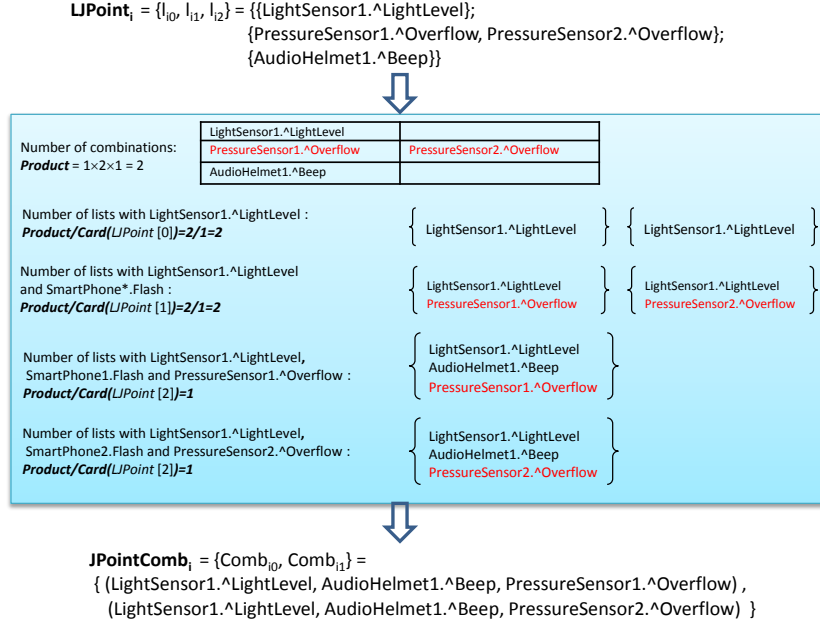 LJPointi = {li0, li1, li2} = {{LightSensor1.^LightLevel};
{PressureSensor1.^Overflow, PressureSensor2.^Overflow};
{AudioHelmet1.^Beep}}
Number of combinations:
Product = 1×2×1 = 2
LightSensor1.^LightLevel
PressureSensor1.^Overflow PressureSensor2.^Overflow
AudioHelmet1.^Beep
Number of lists with LightSensor1.^LightLevel :
Product/Card(LJPoint [0])=2/1=2
{ LightSensor1.^LightLevel } { LightSensor1.^LightLevel }
Number of lists with LightSensor1.^LightLevel
and SmartPhone*.Flash :
Product/Card(LJPoint [1])=2/1=2
LightSensor1.^LightLevel LightSensor1.^LightLevel
PressureSensor1.^Overflow PressureSensor2.^Overflow
Number of lists with LightSensor1.^LightLevel,
SmartPhone1.Flash and PressureSensor1.^Overflow :
Product/Card(LJPoint [2])=1
LightSensor1.^LightLevel
AudioHelmet1.^Beep
PressureSensor1.^Overflow
Number of lists with LightSensor1.^LightLevel,
SmartPhone2.Flash and PressureSensor2.^Overflow :
Product/Card(LJPoint [2])=1
LightSensor1.^LightLevel
AudioHelmet1.^Beep
PressureSensor2.^Overflow
JPointCombi = {Combi0, Combi1} =
{ (LightSensor1.^LightLevel, AudioHelmet1.^Beep, PressureSensor1.^Overflow) ,
(LightSensor1.^LightLevel, AudioHelmet1.^Beep, PressureSensor2.^Overflow) }